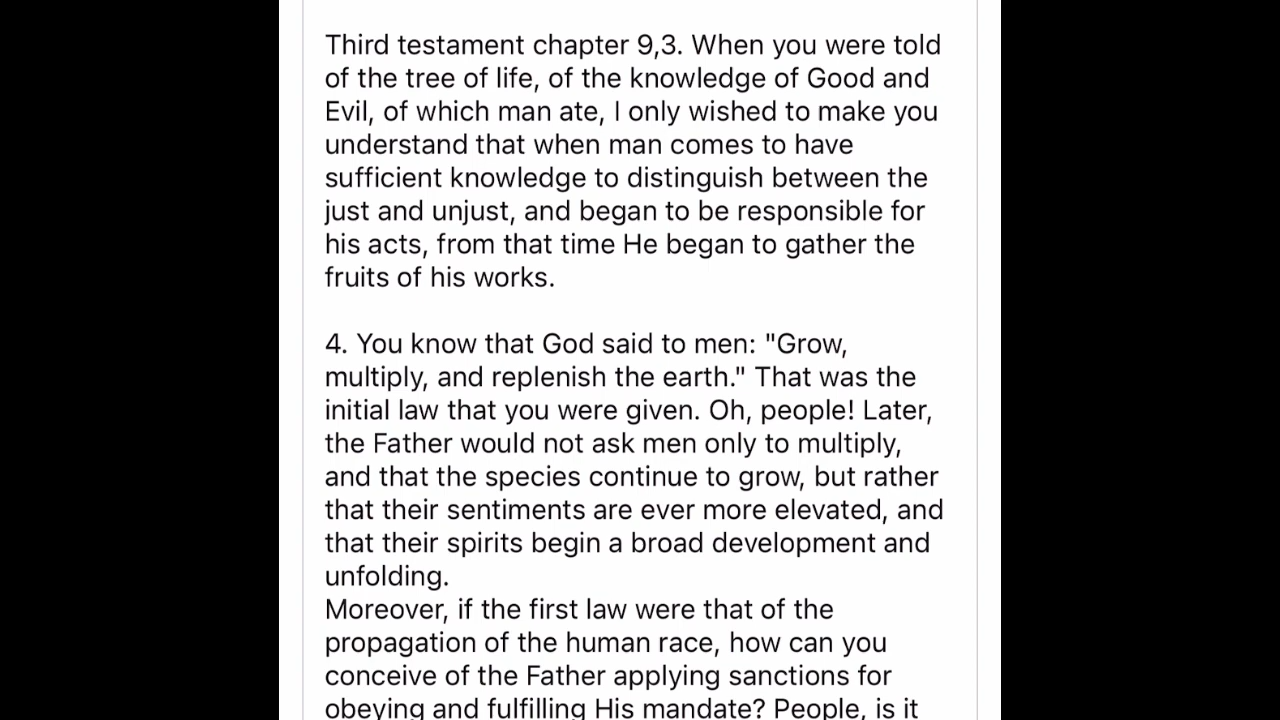 Third testament chapter 9,3. When you were told
of the tree of life, of the knowledge of Good and
Evil, of which man ate, I only wished to make you
understand that when man comes to have
sufficient knowledge to distinguish between the
just and unjust, and began to be responsible for
his acts, from that time He began to gather the
fruits of his works.
4. You know that God said to men: "Grow,
multiply, and replenish the earth." That was the
initial law that you were given. Oh, people! Later,
the Father would not ask men only to multiply,
and that the species continue to grow, but rather
that their sentiments are ever more elevated, and
that their spirits begin a broad development and
unfolding.
Moreover, if the first law were that of the
propagation of the human race, how can you
conceive of the Father applying sanctions for
obeying and fulfilling His mandate? People, is it